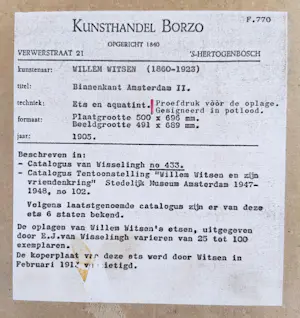 F.770
KUNSTHANDEL BORZO
OPGERICHT 1840
VERWERSTRAAT 21 'S-HERTOGENBOSCH
kunstenaar: WILLEM WITSEN (1860-1923)
titel: Binnenkant Amsterdam II.
techniek: Ets en aquatint. Proefdruk vòòr de oplage.
Gesigneerd in potlood.
formaat: Plaatgrootte 500 x 696 mm.
Beeldgrootte 491 x 689 mm.
jaar: 1905.
Beschreven in:
- Catalogus van Wisselingh no 433.
- Catalogus Tentoonstelling "Willem Witsen en zijn
vriendenkring" Stedelijk Museum Amsterdam 1947-
1948, no 102.
Volgens laatstgenoemde catalogus zijn er van deze
ets 6 staten bekend.
De oplagen van Willem Witsen's etsen, uitgegeven
door E.J.van Wisselingh varieren van 25 tot 100
exemplaren.
De koperplaat van deze ets werd door Witsen in
Februari 191